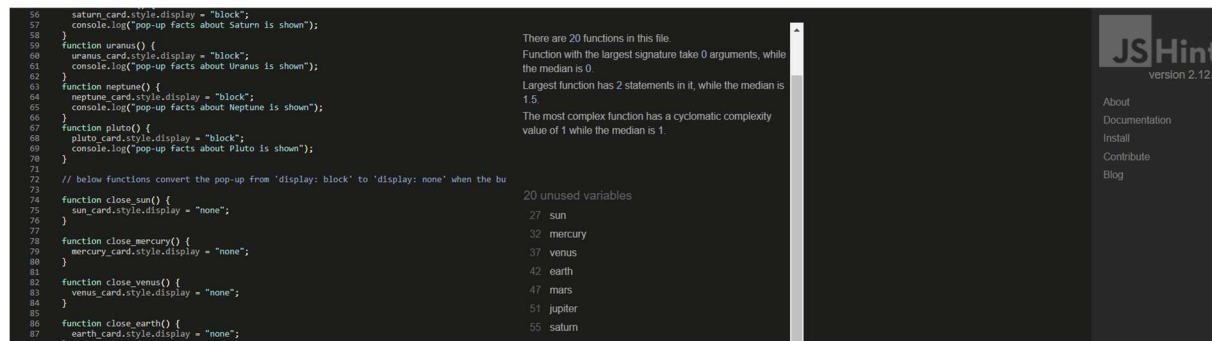 56 saturn_card.style.display = "block";
57 console.log("pop-up facts about Saturn is shown");
58 }
59 function uranus() {
60 uranus_card.style.display = "block";
61 console.log("pop-up facts about Uranus is shown");
62 }
63 function neptune() {
64 neptune_card.style.display = "block";
65 console.log("pop-up facts about Neptune is shown");
66 }
67 function pluto() {
68 pluto_card.style.display = "block";
69 console.log("pop-up facts about Pluto is shown");
70 }
71
72 // below functions convert the pop-up from 'display: block' to 'display: none' when the bu
73
74 function close_sun() {
75 sun_card.style.display = "none";
76 }
77
78 function close_mercury() {
79 mercury_card.style.display = "none";
80 }
81
82 function close_venus() {
83 venus_card.style.display = "none";
84 }
85
86 function close_earth() {
87 earth_card.style.display = "none";
There are 20 functions in this file.
Function with the largest signature take 0 arguments, while
the median is 0.
Largest function has 2 statements in it, while the median is
1.5.
The most complex function has a cyclomatic complexity
value of 1 while the median is 1.
20 unused variables
27 sun
32 mercury
37 venus
42 earth
47 mars
51 jupiter
55 saturn
JSHint
version 2.12.
About
Documentation
Install
Contribute
Blog